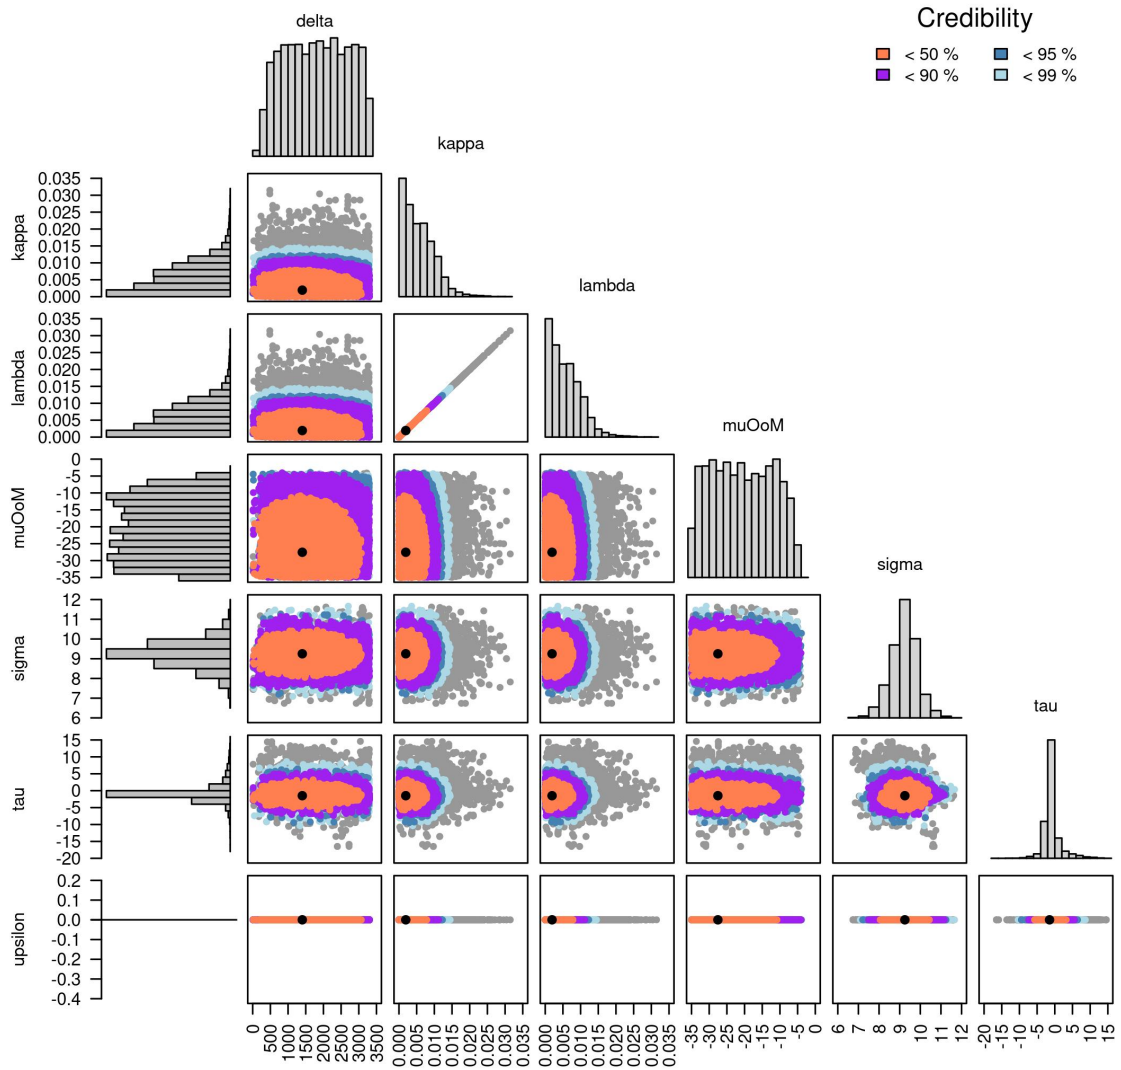 delta
Credibility
< 50 % < 95 %
< 90 % < 99 %
kappa
kappa
0.035
0.030
0.025
0.020
0.015
0.010
0.005
0.000
lambda
lambda
0.035
0.030
0.025
0.020
0.015
0.010
0.005
0.000
muOoM
muOoM
0
-5
-10
-15
-20
-25
-30
-35
sigma
sigma
12
11
10
9
8
7
6
tau
tau
15
10
5
0
-5
-10
-15
-20
upsilon
0.2
0.1
0.0
-0.1
-0.2
-0.3
-0.4
0 500 1000 1500 2000 2500 3000 3500
0.000 0.005 0.010 0.015 0.020 0.025 0.030 0.035
0.000 0.005 0.010 0.015 0.020 0.025 0.030 0.035
-35 -30 -25 -20 -15 -10 -5 0
6 7 8 9 10 11 12
-20 -15 -10 -5 0 5 10 15